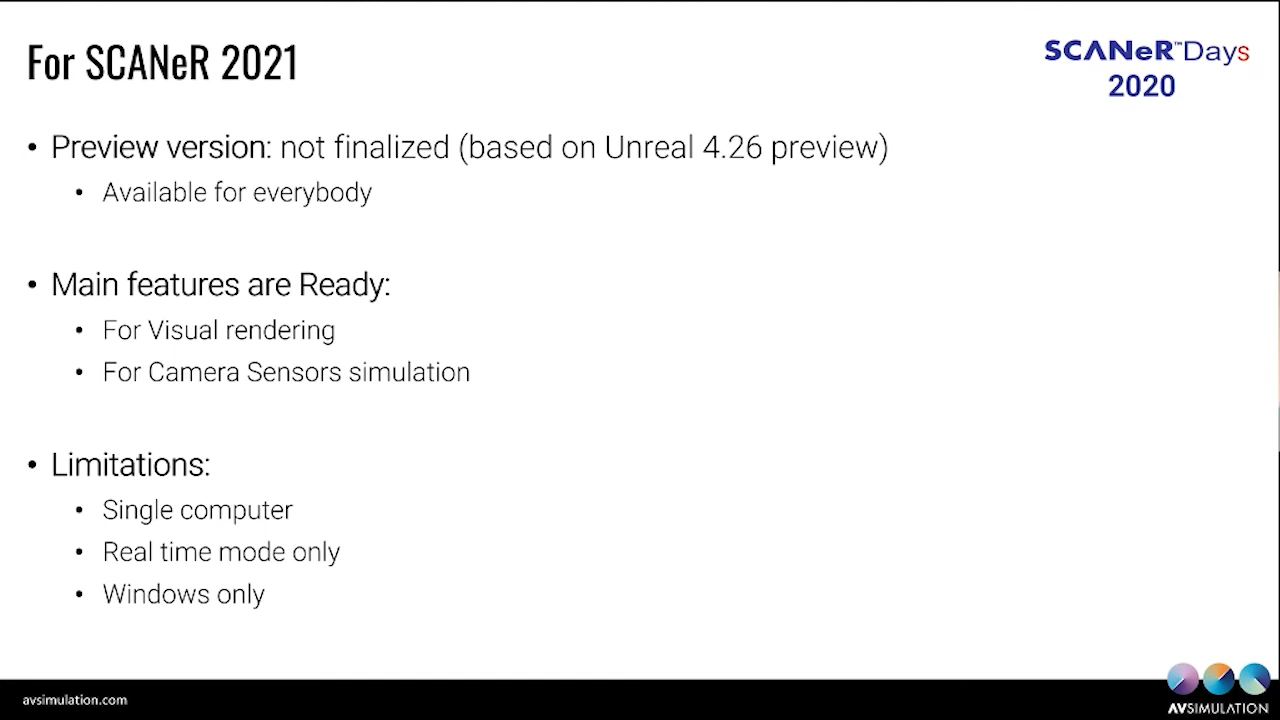 For SCANeR 2021
SCANeR™Days
2020
• Preview version: not finalized (based on Unreal 4.26 preview)
• Available for everybody
• Main features are Ready:
• For Visual rendering
• For Camera Sensors simulation
• Limitations:
• Single computer
• Real time mode only
• Windows only
avsimulation.com
AVSIMULATION